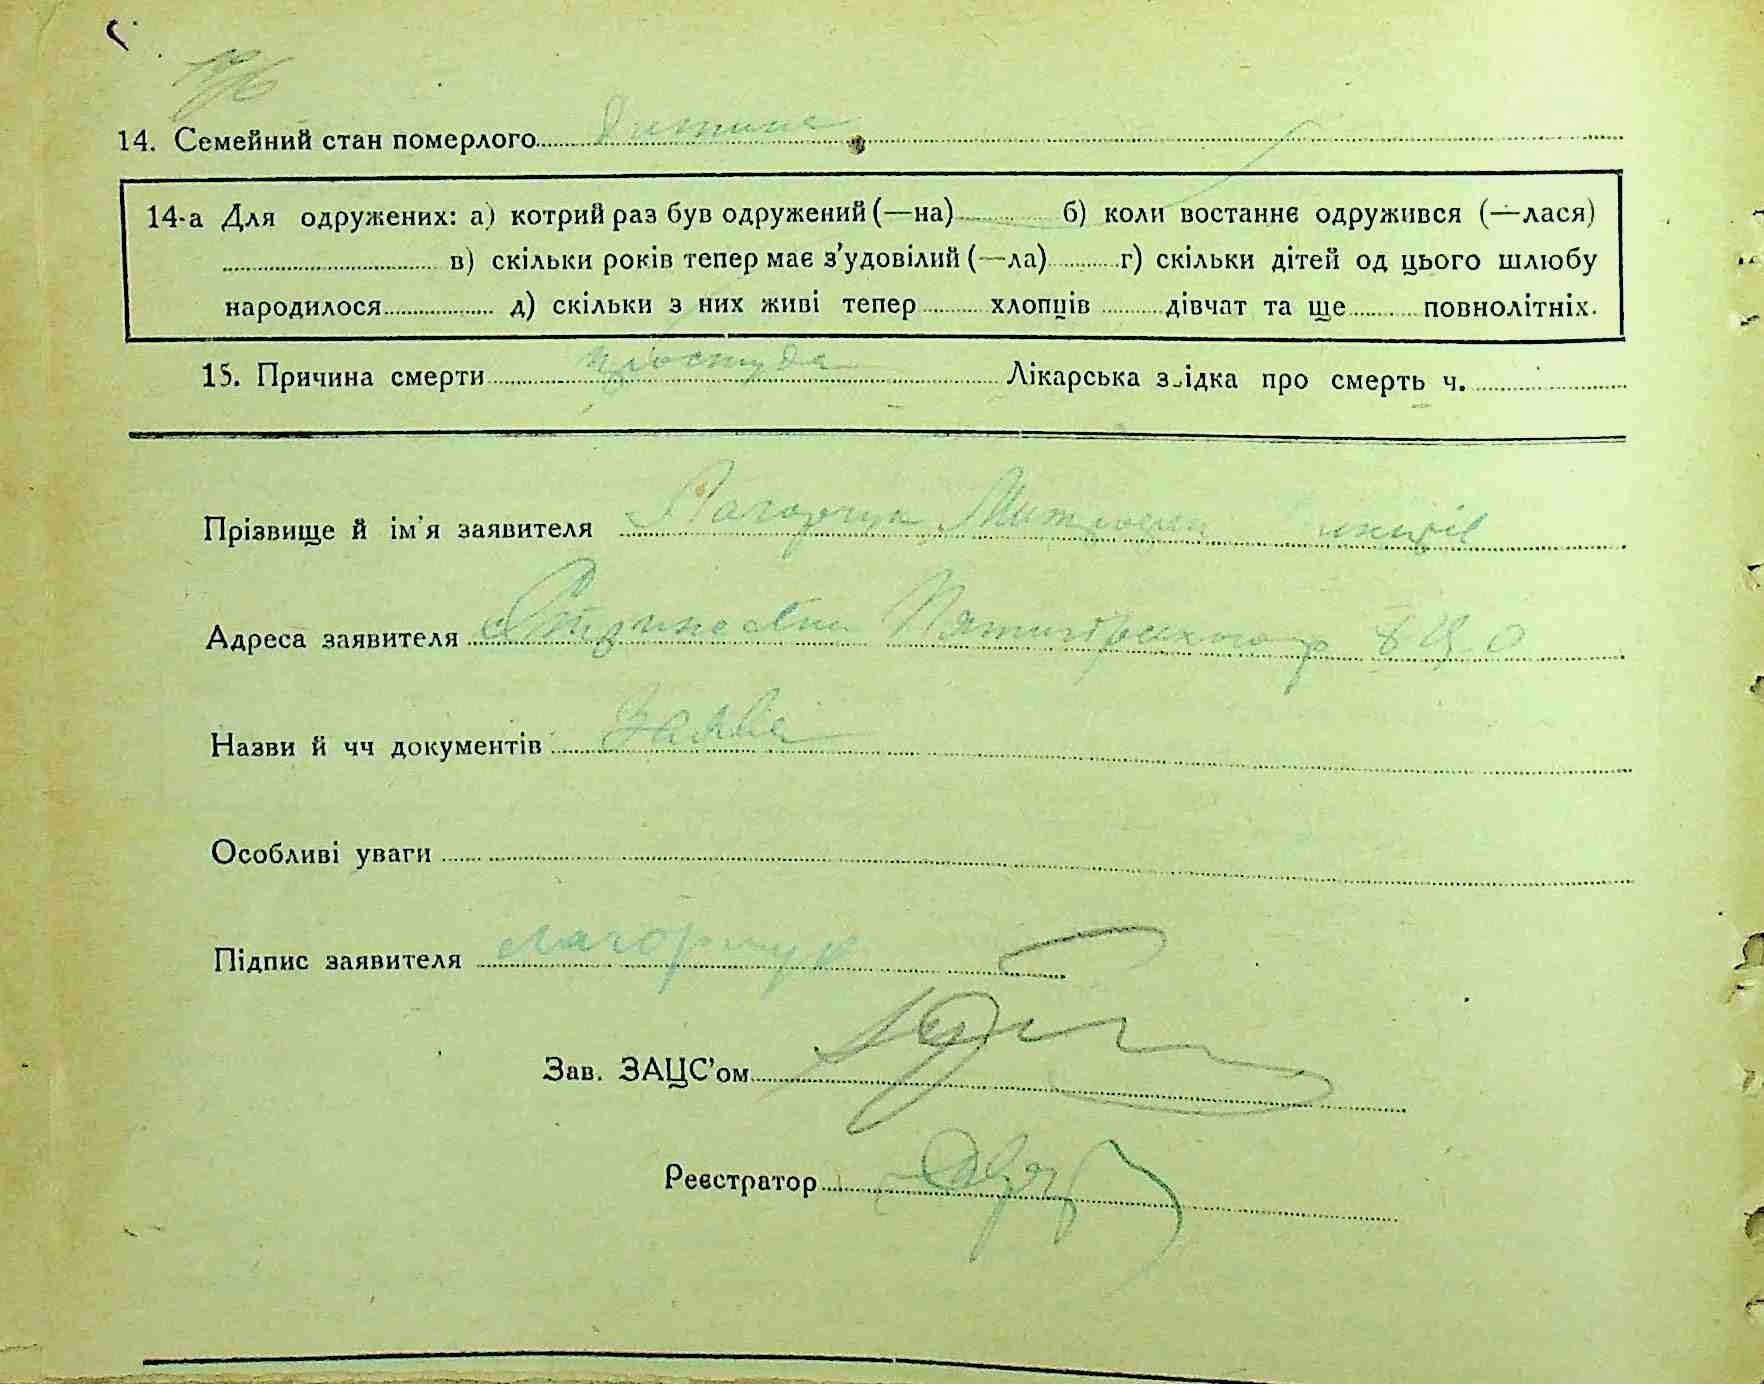 14. Семейний стан померлого Дитина
14-а Для одружених: а) котрий раз був одружений (—на) б) коли востаннє одружився (—лася)
в) скільки років тепер має з'удовілий (—ла) г) скільки дітей од цього шлюбу
народилося д) скільки з них живі тепер хлопців дівчат та ще повнолітніх.
15. Причина смерти простуда Лікарська з ідка про смерть ч.
Прізвище й ім'я заявителя
Адреса заявителя
Назви й чч документів Заява
Особливі уваги
Підпис заявителя
Зав. ЗАЦС'ом
Реєстратор